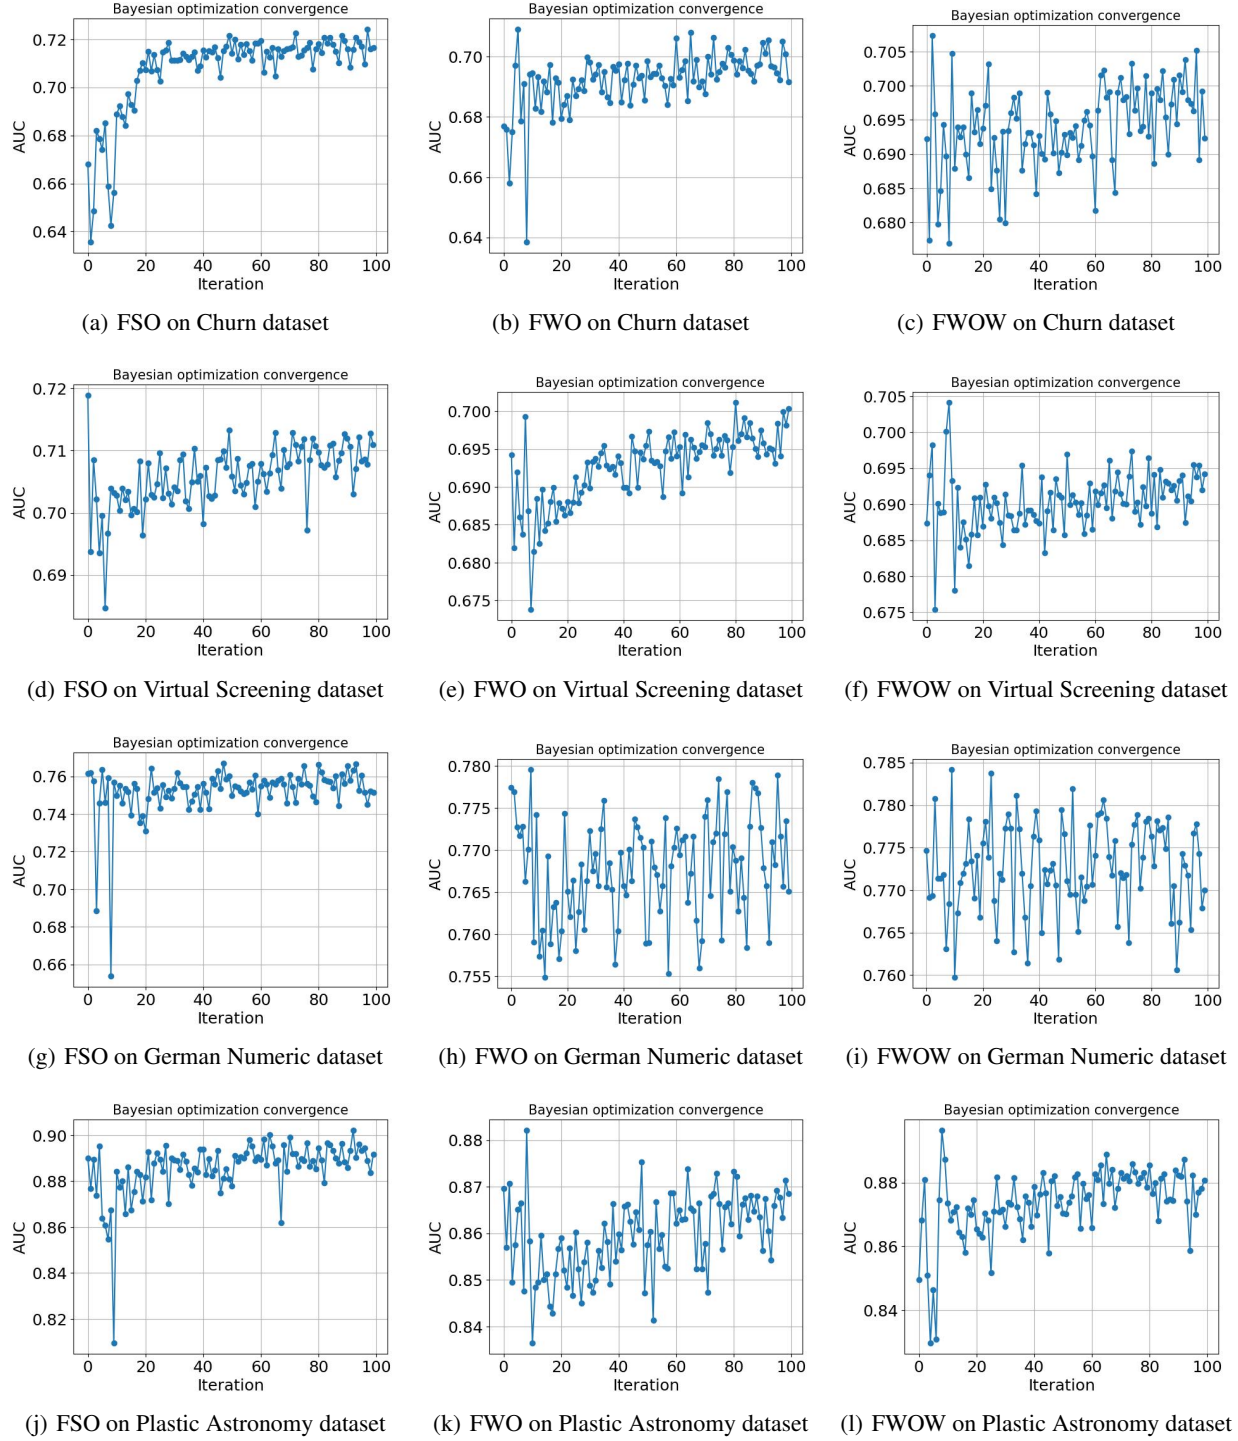 Bayesian optimization convergence
AUC
0.72
0.70
0.68
0.66
0.64
0 20 40 60 80 100
Iteration
(a) FSO on Churn dataset
Bayesian optimization convergence
AUC
0.70
0.68
0.66
0.64
0 20 40 60 80 100
Iteration
(b) FWO on Churn dataset
Bayesian optimization convergence
AUC
0.705
0.700
0.695
0.690
0.685
0.680
0 20 40 60 80 100
Iteration
(c) FWOW on Churn dataset
Bayesian optimization convergence
AUC
0.72
0.71
0.70
0.69
0 20 40 60 80 100
Iteration
(d) FSO on Virtual Screening dataset
Bayesian optimization convergence
AUC
0.700
0.695
0.690
0.685
0.680
0.675
0 20 40 60 80 100
Iteration
(e) FWO on Virtual Screening dataset
Bayesian optimization convergence
AUC
0.705
0.700
0.695
0.690
0.685
0.680
0.675
0 20 40 60 80 100
Iteration
(f) FWOW on Virtual Screening dataset
Bayesian optimization convergence
AUC
0.76
0.74
0.72
0.70
0.68
0.66
0 20 40 60 80 100
Iteration
(g) FSO on German Numeric dataset
Bayesian optimization convergence
AUC
0.780
0.775
0.770
0.765
0.760
0.755
0 20 40 60 80 100
Iteration
(h) FWO on German Numeric dataset
Bayesian optimization convergence
AUC
0.785
0.780
0.775
0.770
0.765
0.760
0 20 40 60 80 100
Iteration
(i) FWOW on German Numeric dataset
Bayesian optimization convergence
AUC
0.90
0.88
0.86
0.84
0.82
0 20 40 60 80 100
Iteration
(j) FSO on Plastic Astronomy dataset
Bayesian optimization convergence
AUC
0.88
0.87
0.86
0.85
0.84
0 20 40 60 80 100
Iteration
(k) FWO on Plastic Astronomy dataset
Bayesian optimization convergence
AUC
0.88
0.86
0.84
0 20 40 60 80 100
Iteration
(l) FWOW on Plastic Astronomy dataset